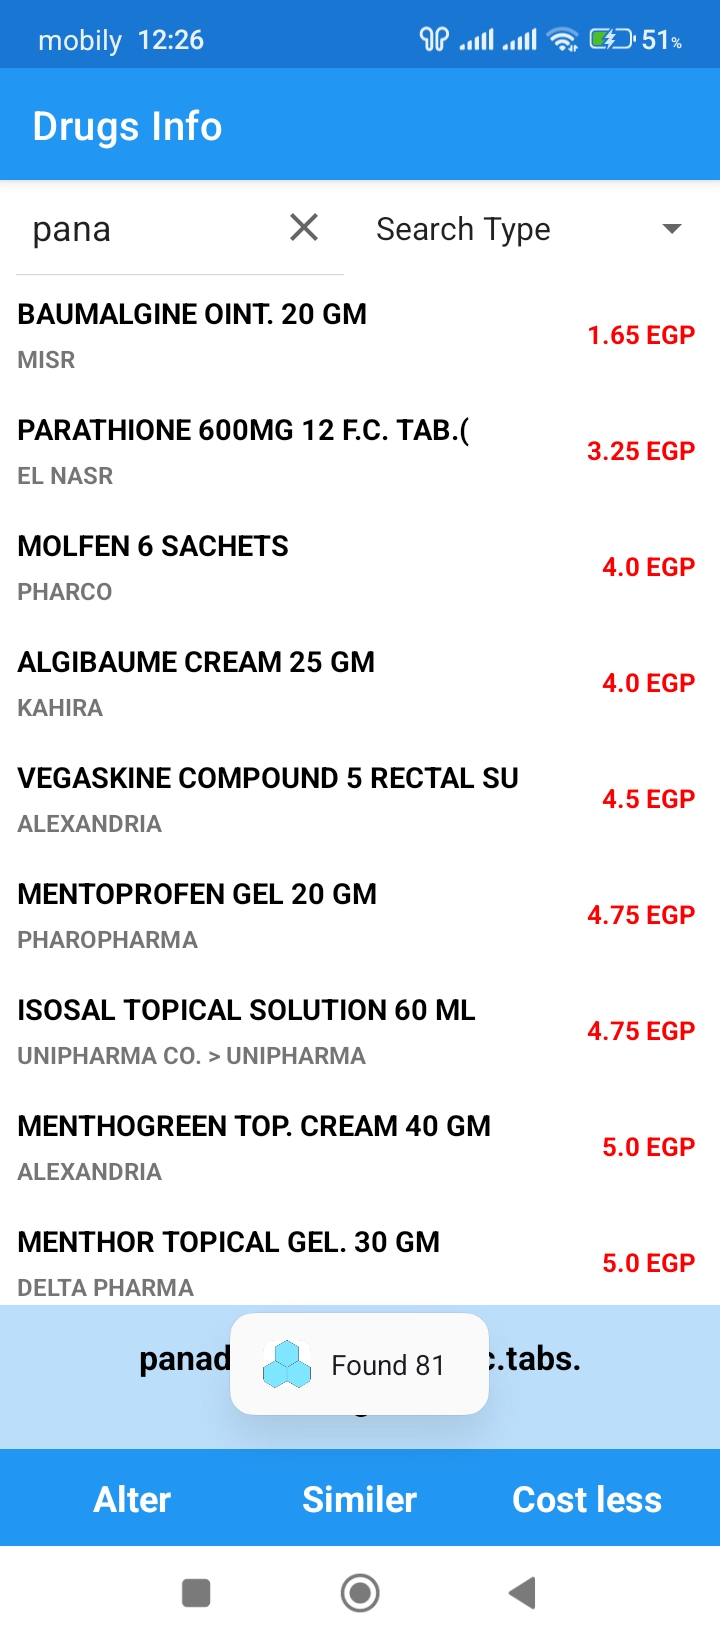 mobily 12:26 51%
Drugs Info
pana
Search Type
BAUMALGINE OINT. 20 GM
1.65 EGP
MISR
PARATHIONE 600MG 12 F.C. TAB.(
3.25 EGP
EL NASR
MOLFEN 6 SACHETS
4.0 EGP
PHARCO
ALGIBAUME CREAM 25 GM
4.0 EGP
KAHIRA
VEGASKINE COMPOUND 5 RECTAL SU
4.5 EGP
ALEXANDRIA
MENTOPROFEN GEL 20 GM
4.75 EGP
PHAROPHARMA
ISOSAL TOPICAL SOLUTION 60 ML
4.75 EGP
UNIPHARMA CO. > UNIPHARMA
MENTHOGREEN TOP. CREAM 40 GM
5.0 EGP
ALEXANDRIA
MENTHOR TOPICAL GEL. 30 GM
5.0 EGP
DELTA PHARMA
panad c.tabs.
Found 81
Alter Similer Cost less